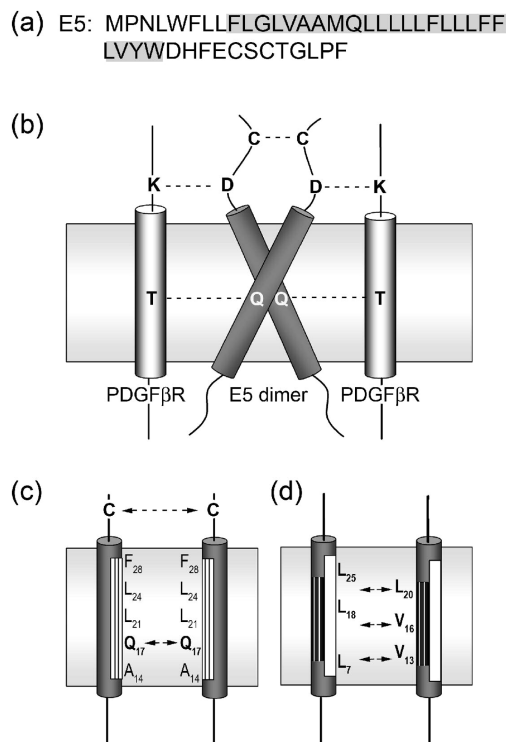 (a) E5: MPNLWFLLFLGLVAAMQLLLLLFLLLFF
LVYWDHFECSCTGLPF
(b)
C C
K D D K
T Q Q T
PDGFβR E5 dimer PDGFβR
(c) (d)
C C
F28 F28
L24 L24
L21 L21
Q17 Q17
A14 A14
L25
L20
L18
V16
V13
L7